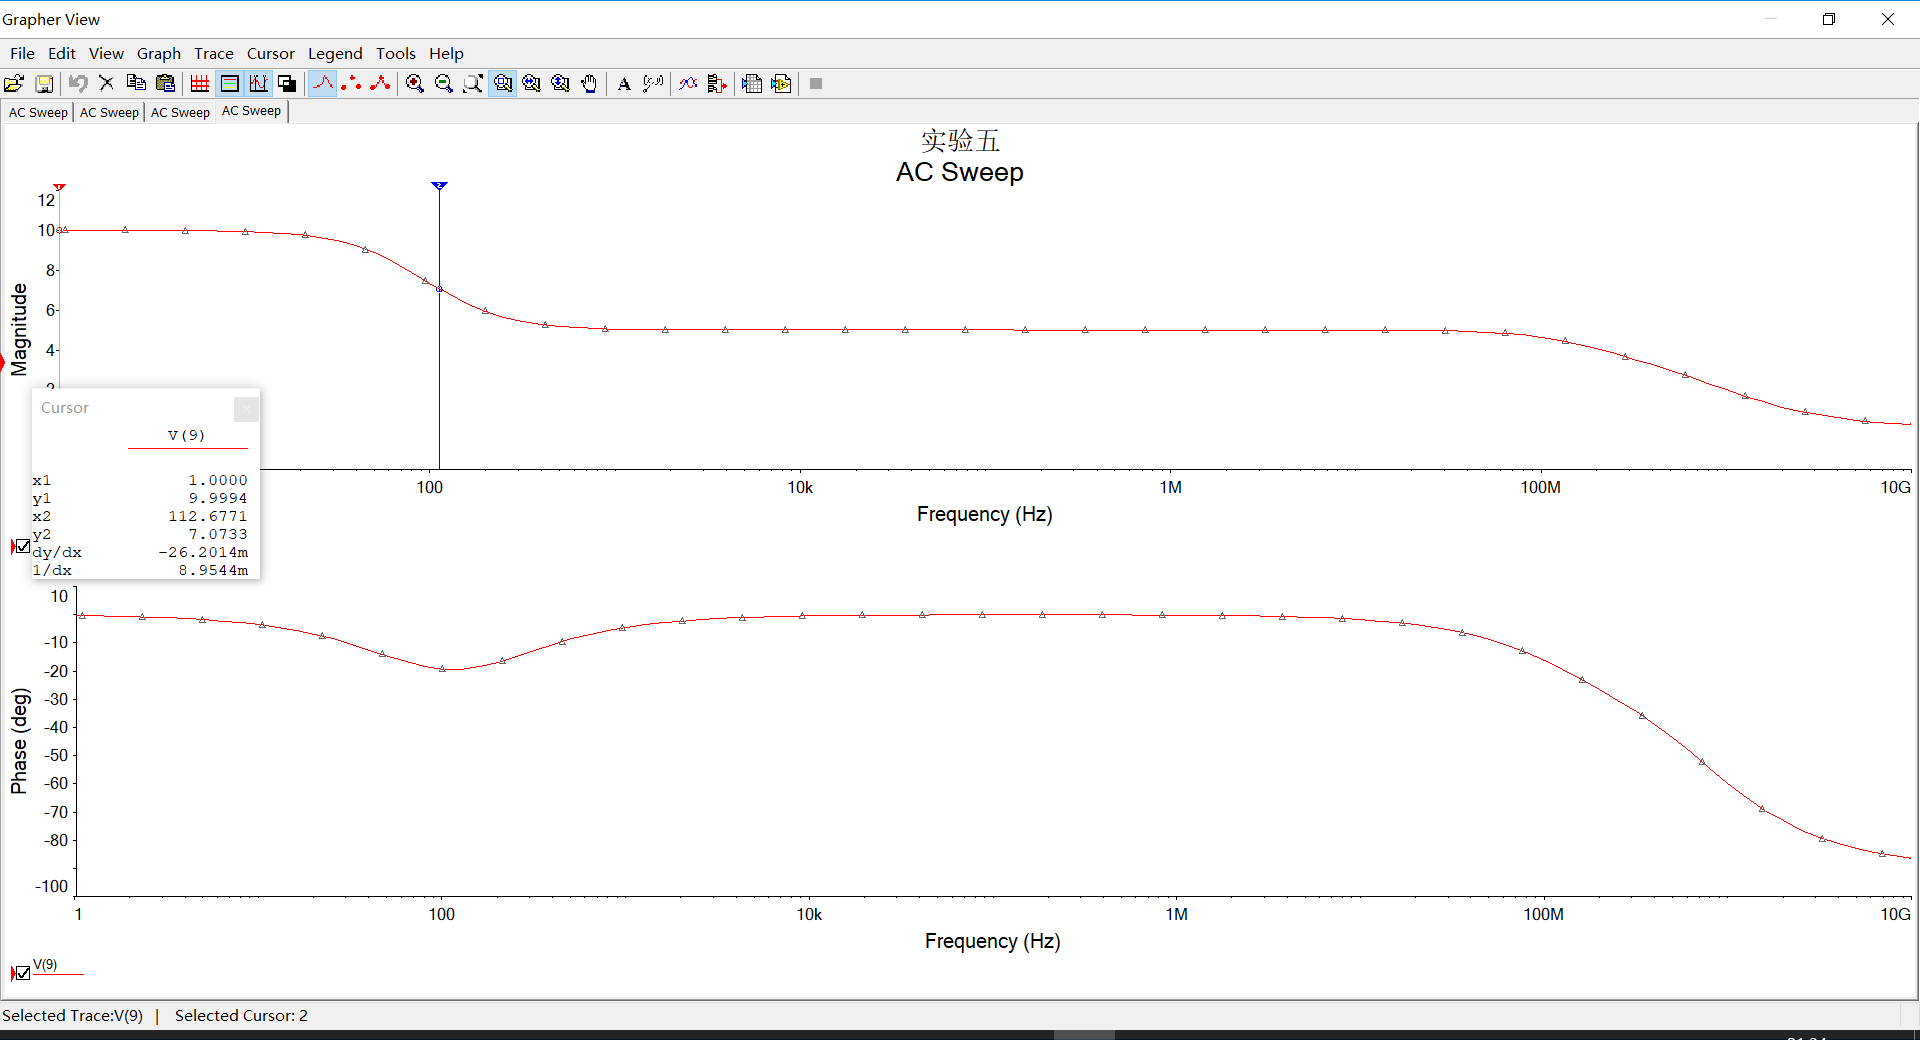 Grapher View
File Edit View Graph Trace Cursor Legend Tools Help
AC Sweep AC Sweep AC Sweep AC Sweep
实验五
AC Sweep
12
10
8
6
4
Magnitude
Cursor
V(9)
x1 1.0000
y1 9.9994
x2 112.6771
y2 7.0733
dy/dx -26.2014m
1/dx 8.9544m
100 10k 1M 100M 10G
Frequency (Hz)
10
-10
-20
-30
-40
-50
-60
-70
-80
-100
Phase (deg)
1 100 10k 1M 100M 10G
Frequency (Hz)
V(9)
Selected Trace:V(9) | Selected Cursor: 2